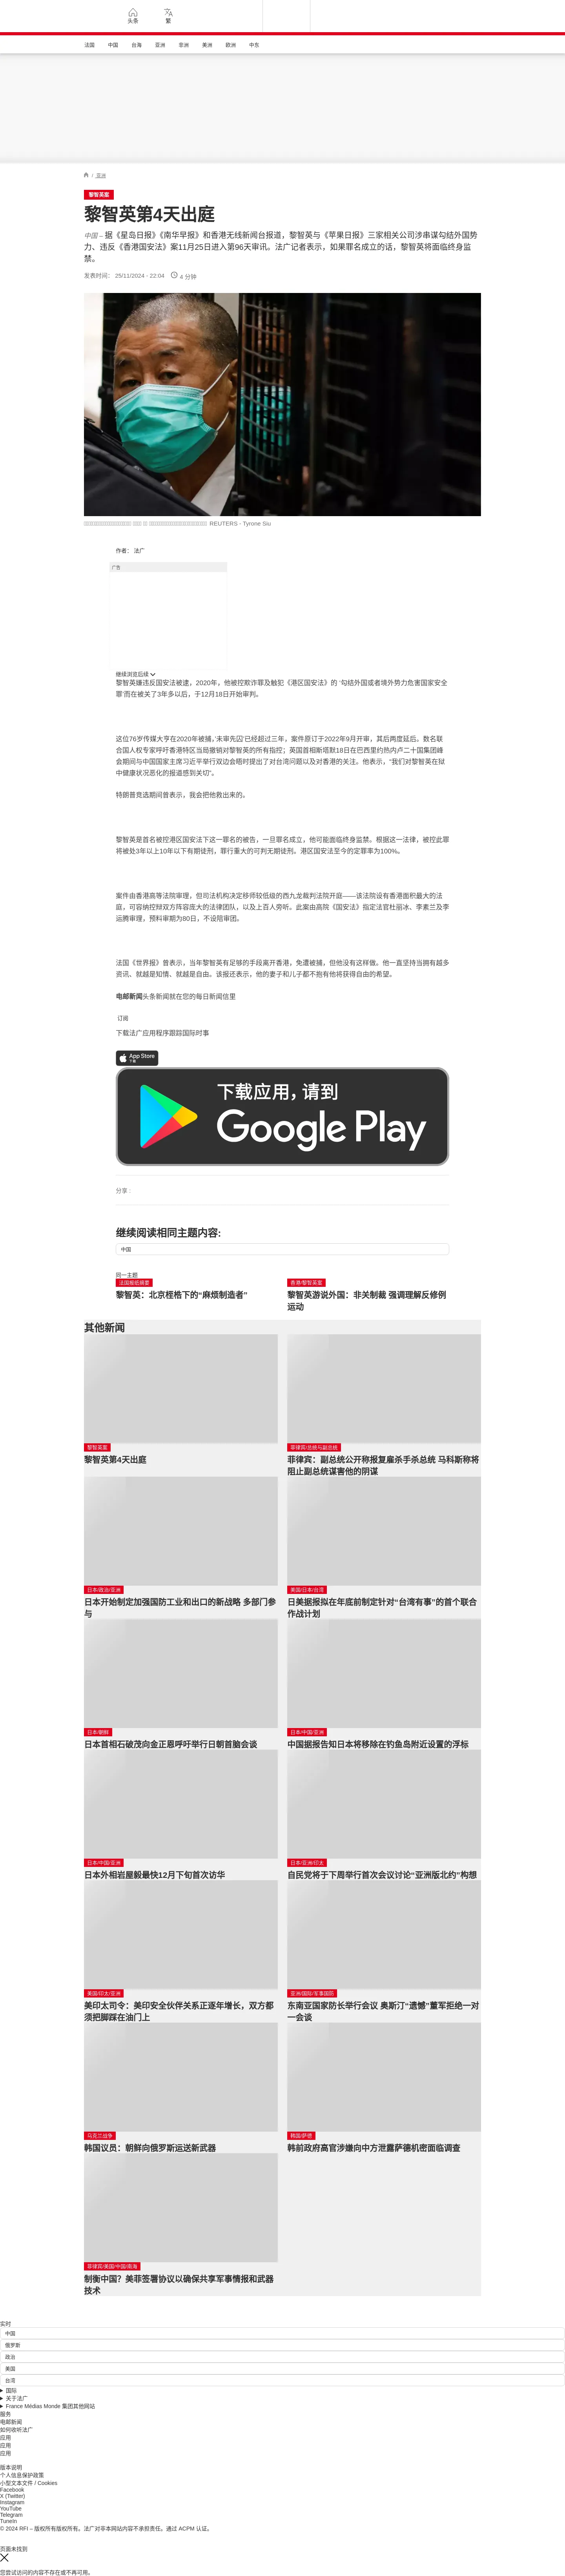 头条
繁
法国 中国 台海 亚洲 非洲 美洲 欧洲 中东
/ 亚洲
黎智英案
黎智英第4天出庭
中国 – 据《星岛日报》《南华早报》和香港无线新闻台报道，黎智英与《苹果日报》三家相关公司涉串谋勾结外国势
力、违反《香港国安法》案11月25日进入第96天审讯。法广记者表示，如果罪名成立的话，黎智英将面临终身监
禁。
发表时间： 25/11/2024 - 22:04 4 分钟
REUTERS - Tyrone Siu
作者： 法广
广告
继续浏览后续
黎智英嫌违反国安法被逮，2020年，他被控欺诈罪及触犯《港区国安法》的 ‘勾结外国或者境外势力危害国家安全
罪’而在被关了3年多以后，于12月18日开始审判。
这位76岁传媒大亨在2020年被捕，‘未审先囚’已经超过三年，案件原订于2022年9月开审，其后两度延后。数名联
合国人权专家呼吁香港特区当局撤销对黎智英的所有指控；英国首相斯塔默18日在巴西里约热内卢二十国集团峰
会期间与中国国家主席习近平举行双边会晤时提出了对台湾问题以及对香港的关注。他表示，“我们对黎智英在狱
中健康状况恶化的报道感到关切”。
特朗普竞选期间曾表示，我会把他救出来的。
黎智英是首名被控港区国安法下这一罪名的被告，一旦罪名成立，他可能面临终身监禁。根据这一法律，被控此罪
将被处3年以上10年以下有期徒刑，罪行重大的可判无期徒刑。港区国安法至今的定罪率为100%。
案件由香港高等法院审理，但司法机构决定移师较低级的西九龙裁判法院开庭——该法院设有香港面积最大的法
庭，可容纳控辩双方阵容庞大的法律团队，以及上百人旁听。此案由高院《国安法》指定法官杜丽冰、李素兰及李
运腾审理，预料审期为80日，不设陪审团。
法国《世界报》曾表示，当年黎智英有足够的手段离开香港，免遭被捕，但他没有这样做。他一直坚持当拥有越多
资讯、就越是知情、就越是自由。该报还表示，他的妻子和儿子都不抱有他将获得自由的希望。
电邮新闻头条新闻就在您的每日新闻信里
订阅
下载法广应用程序跟踪国际时事
App Store
下载
下载应用，请到
Google Play
分享 :
继续阅读相同主题内容:
中国
同一主题
法国报纸摘要
黎智英：北京桎梏下的“麻烦制造者”
香港/黎智英案
黎智英游说外国：非关制裁 强调理解反修例
运动
其他新闻
黎智英案
黎智英第4天出庭
菲律宾/总统与副总统
菲律宾：副总统公开称报复雇杀手杀总统 马科斯称将
阻止副总统谋害他的阴谋
日本/政治/亚洲
日本开始制定加强国防工业和出口的新战略 多部门参
与
美国/日本/台湾
日美据报拟在年底前制定针对“台湾有事”的首个联合
作战计划
日本/朝鲜
日本首相石破茂向金正恩呼吁举行日朝首脑会谈
日本/中国/亚洲
中国据报告知日本将移除在钓鱼岛附近设置的浮标
日本/中国/亚洲
日本外相岩屋毅最快12月下旬首次访华
日本/亚洲/印太
自民党将于下周举行首次会议讨论“亚洲版北约”构想
美国/印太/亚洲
美印太司令：美印安全伙伴关系正逐年增长，双方都
须把脚踩在油门上
亚洲/国际/军事国防
东南亚国家防长举行会议 奥斯汀“遗憾”董军拒绝一对
一会谈
乌克兰战争
韩国议员：朝鲜向俄罗斯运送新武器
韩国/萨德
韩前政府高官涉嫌向中方泄露萨德机密面临调查
菲律宾/美国/中国/南海
制衡中国？美菲签署协议以确保共享军事情报和武器
技术
实时
中国
俄罗斯
政治
美国
台湾
国际
关于法广
France Médias Monde 集团其他网站
服务
电邮新闻
如何收听法广
应用
应用
应用
版本说明
个人信息保护政策
小型文本文件 / Cookies
Facebook
X (Twitter)
Instagram
YouTube
Telegram
TuneIn
© 2024 RFI – 版权所有版权所有。法广对非本网站内容不承担责任。通过 ACPM 认证。
页面未找到
您尝试访问的内容不存在或不再可用。